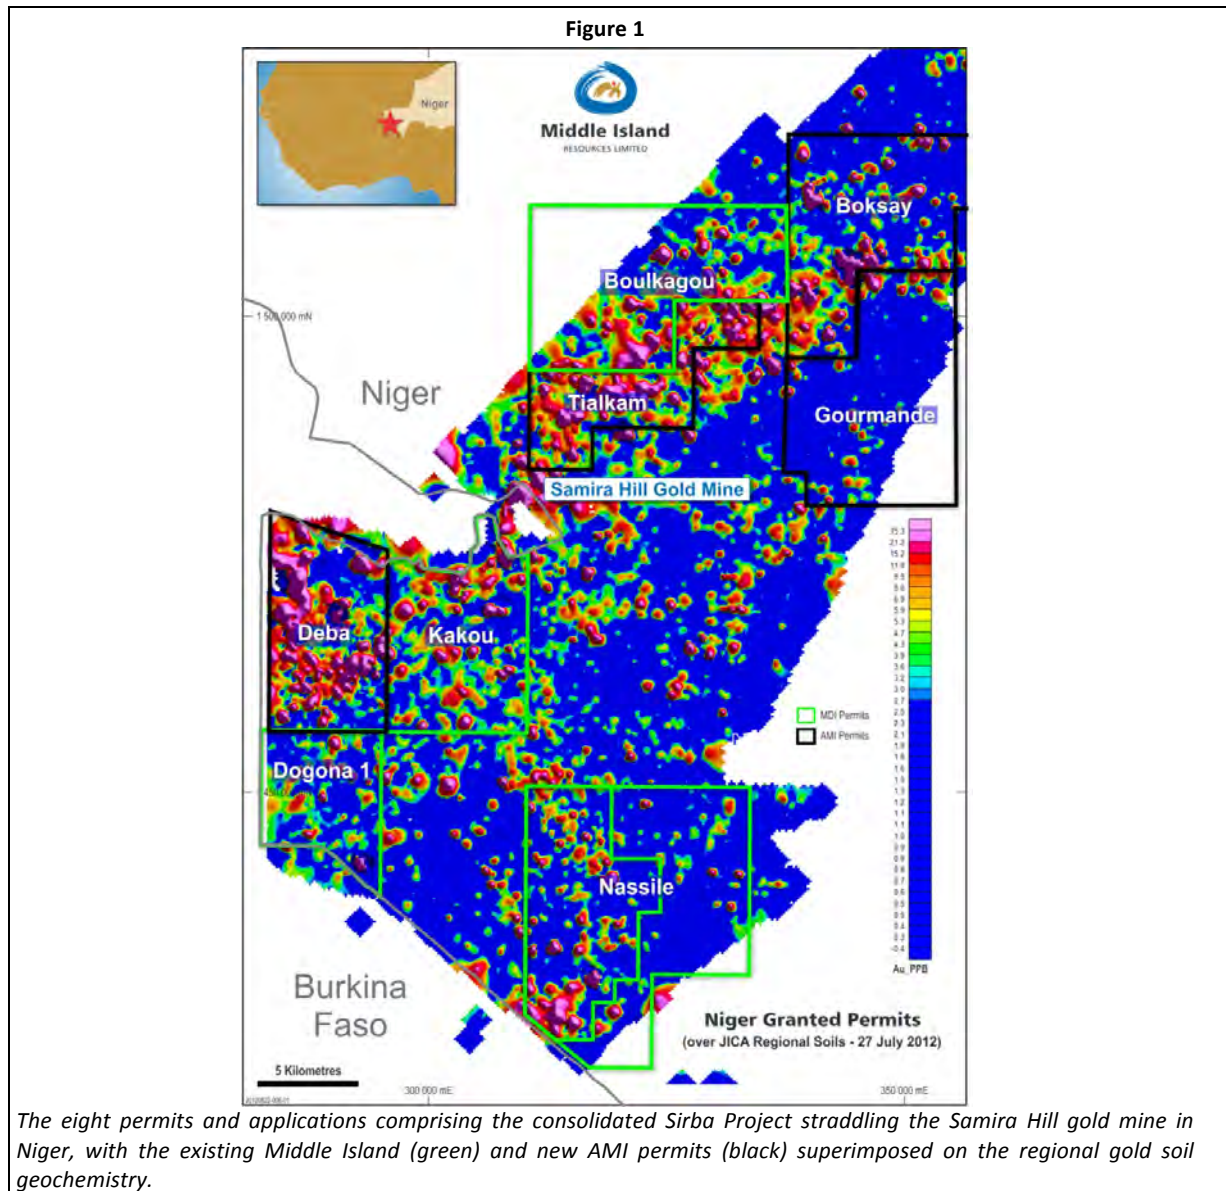 Figure 1
Niger
Middle Island
RESOURCES LIMITED
Boksay
Boulkagou
1 500 000 mN
Niger
Tialkam
Gourmande
Samira Hill Gold Mine
Deba
Kakou
MDI Permits
AMI Permits
Dogona 1
Nassile
Au_PPB
Burkina
Faso
Niger Granted Permits
(over JICA Regional Soils - 27 July 2012)
5 Kilometres
300 000 mE
350 000 mE
The eight permits and applications comprising the consolidated Sirba Project straddling the Samira Hill gold mine in
Niger, with the existing Middle Island (green) and new AMI permits (black) superimposed on the regional gold soil
geochemistry.